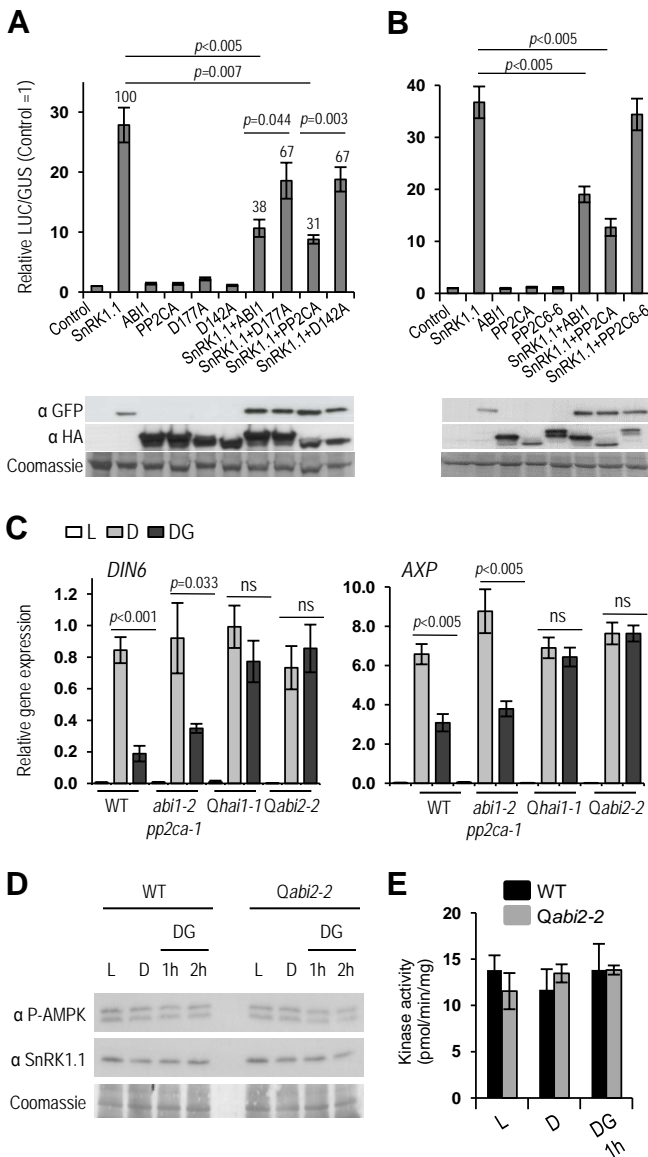 A
B
p<0.005
p=0.007
p=0.044
p=0.003
p<0.005
p<0.005
Relative LUC/GUS (Control =1)
30
20
10
0
100
38
67
31
67
40
30
20
10
0
Control
SnRK1.1
ABI1
PP2CA
D177A
D142A
SnRK1.1+ABI1
SnRK1.1+D177A
SnRK1.1+PP2CA
SnRK1.1+D142A
Control
SnRK1.1
ABI1
PP2CA
PP2C6-6
SnRK1.1+ABI1
SnRK1.1+PP2CA
SnRK1.1+PP2C6-6
α GFP
α HA
Coomassie
C
L D DG
DIN6
AXP
Relative gene expression
1.2
1.0
0.8
0.6
0.4
0.2
0.0
p<0.001
p=0.033
ns
ns
8.0
6.0
4.0
2.0
0.0
p<0.005
p<0.005
ns
ns
WT
abi1-2
pp2ca-1
Qhai1-1
Qabi2-2
WT
abi1-2
pp2ca-1
Qhai1-1
Qabi2-2
D
WT
Qabi2-2
DG
DG
L D 1h 2h
L D 1h 2h
α P-AMPK
α SnRK1.1
Coomassie
E
WT
Qabi2-2
Kinase activity
(pmol/min/mg)
20
15
10
5
0
L
D
DG
1h